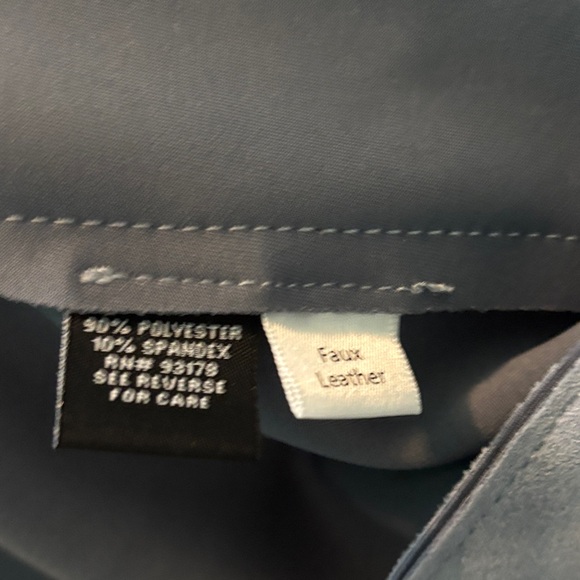 90% POLYESTER
10% SPANDEX
RN# 93178
SEE REVERSE
FOR CARE
Faux
Leather